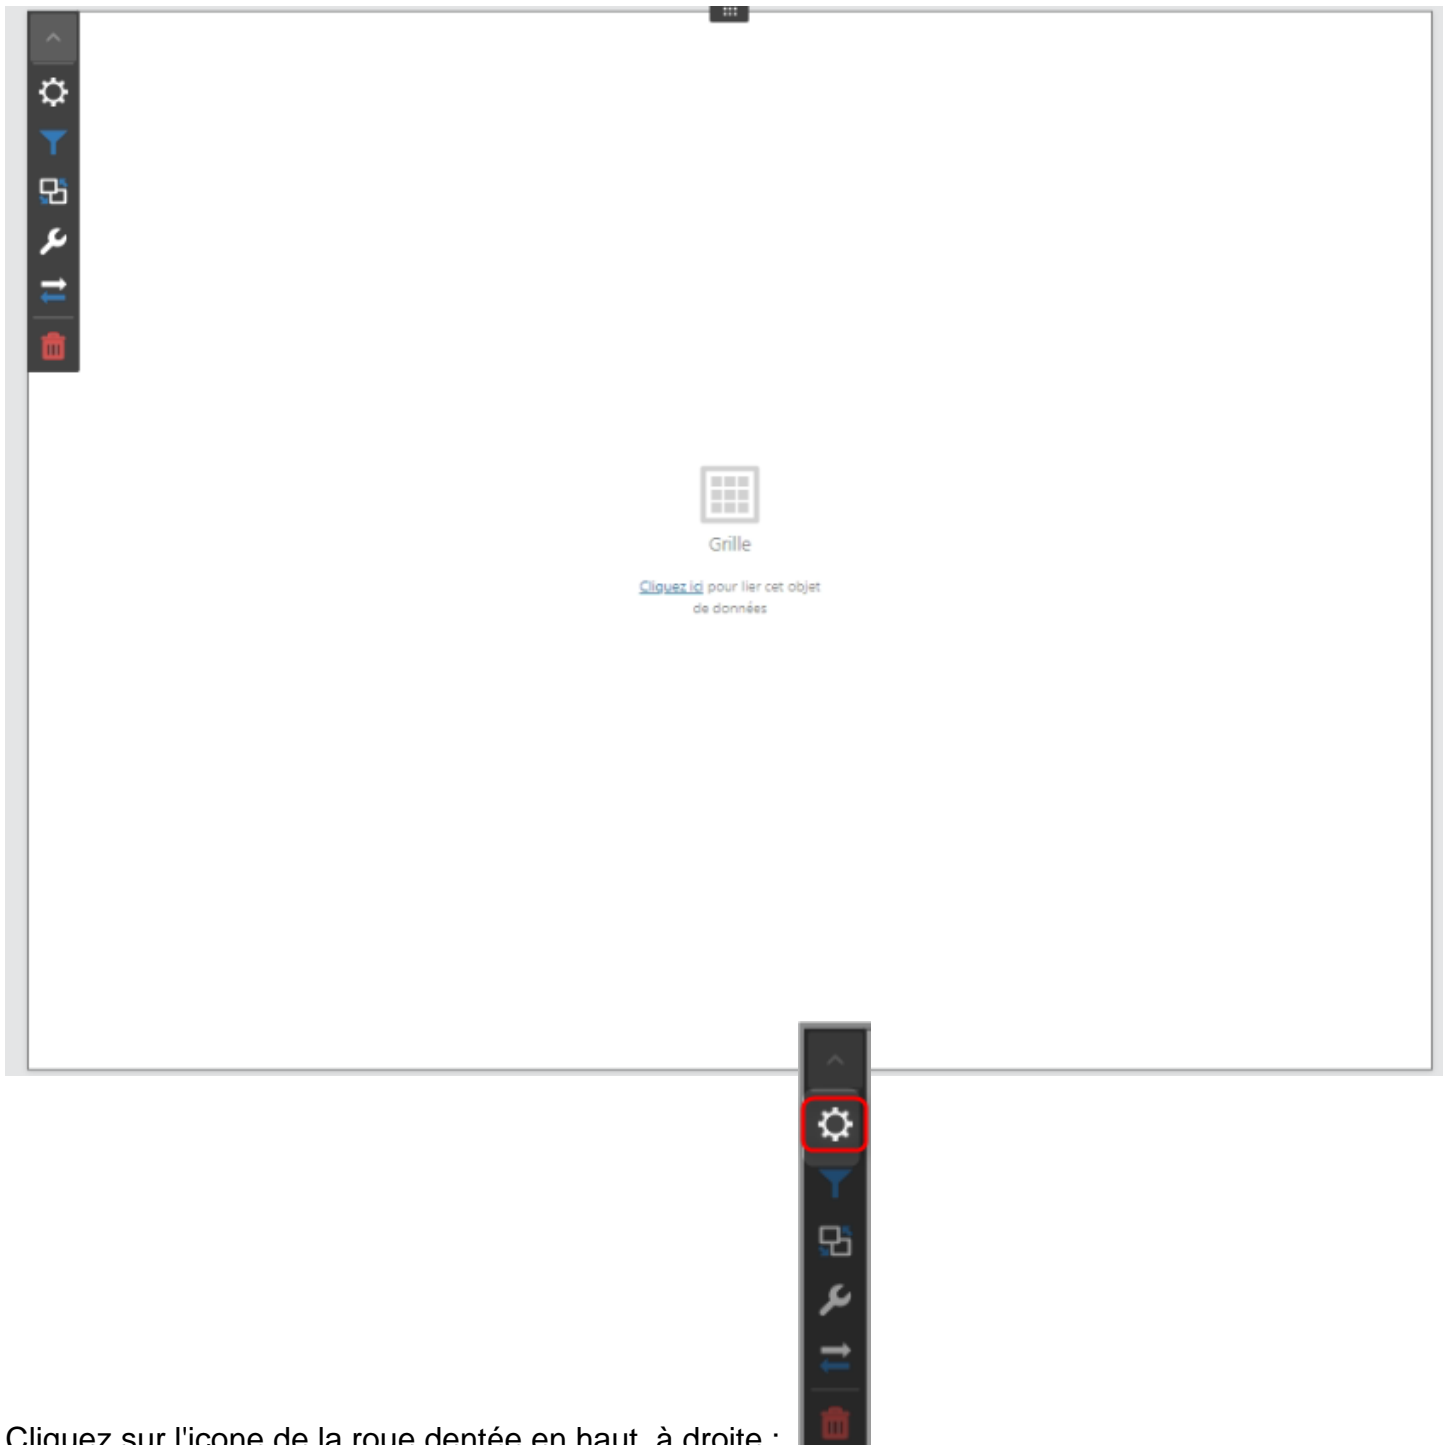 Grille
Cliquez ici pour lier cet objet
de données
Cliquez sur l'icone de la roue dentée en haut, à droite :